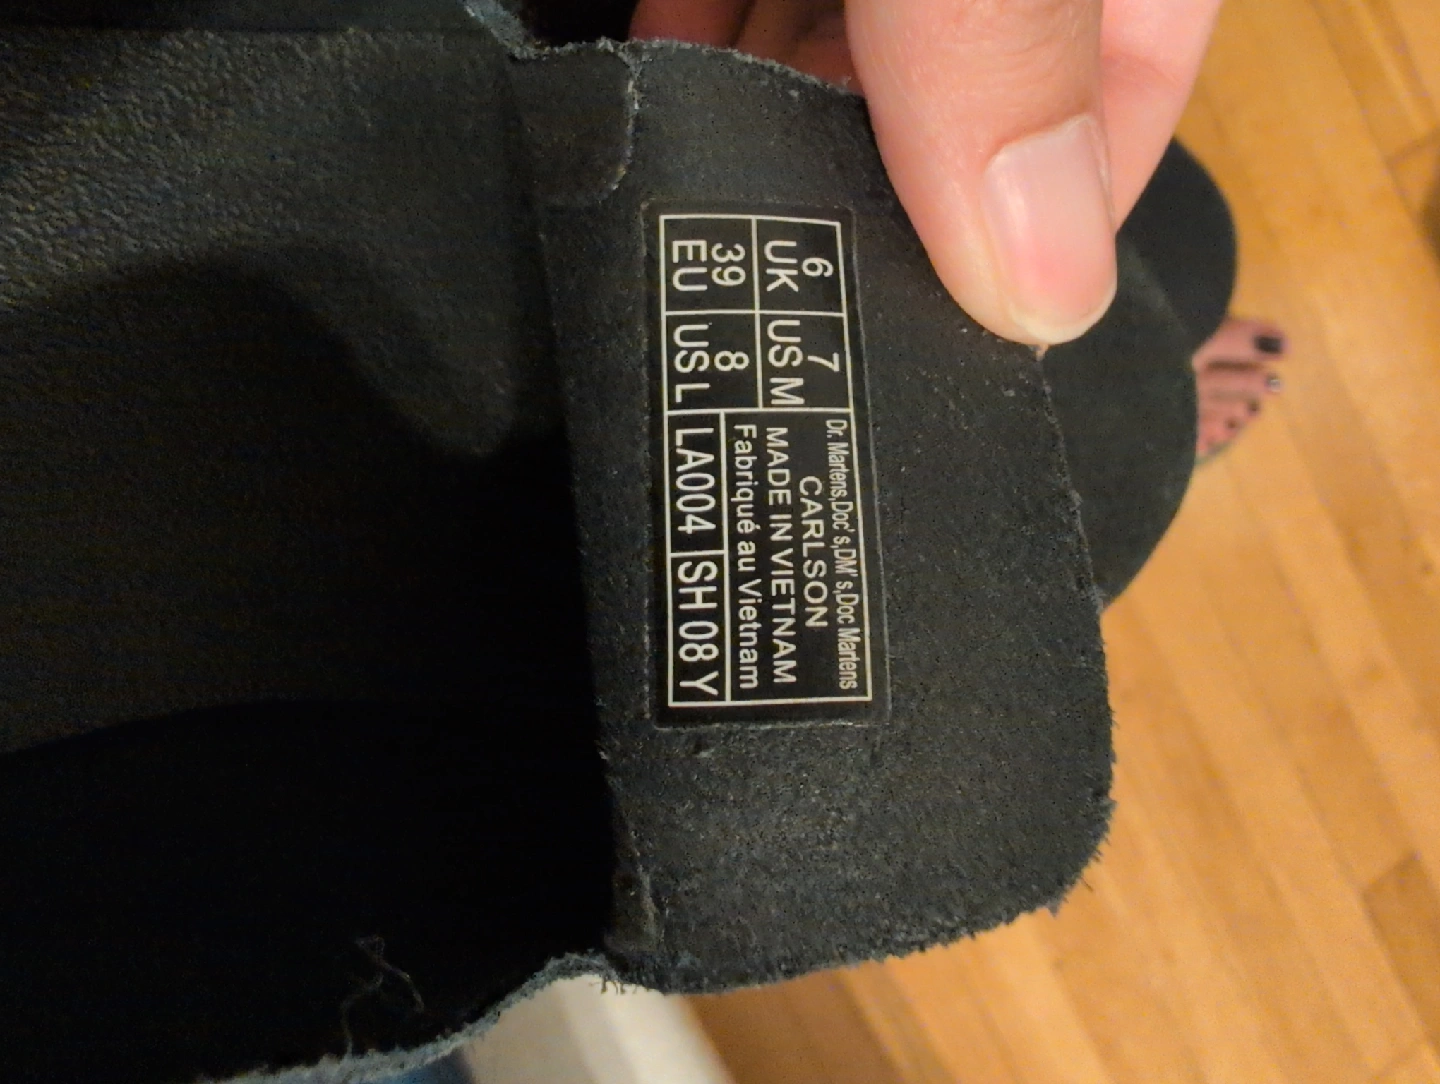 6
UK
7
US M
39
EU
8
US L
Dr. Martens,Doc's,DM's,Doc Martens
CARLSON
MADE IN VIETNAM
Fabriqué au Vietnam
LA004
SH 08 Y